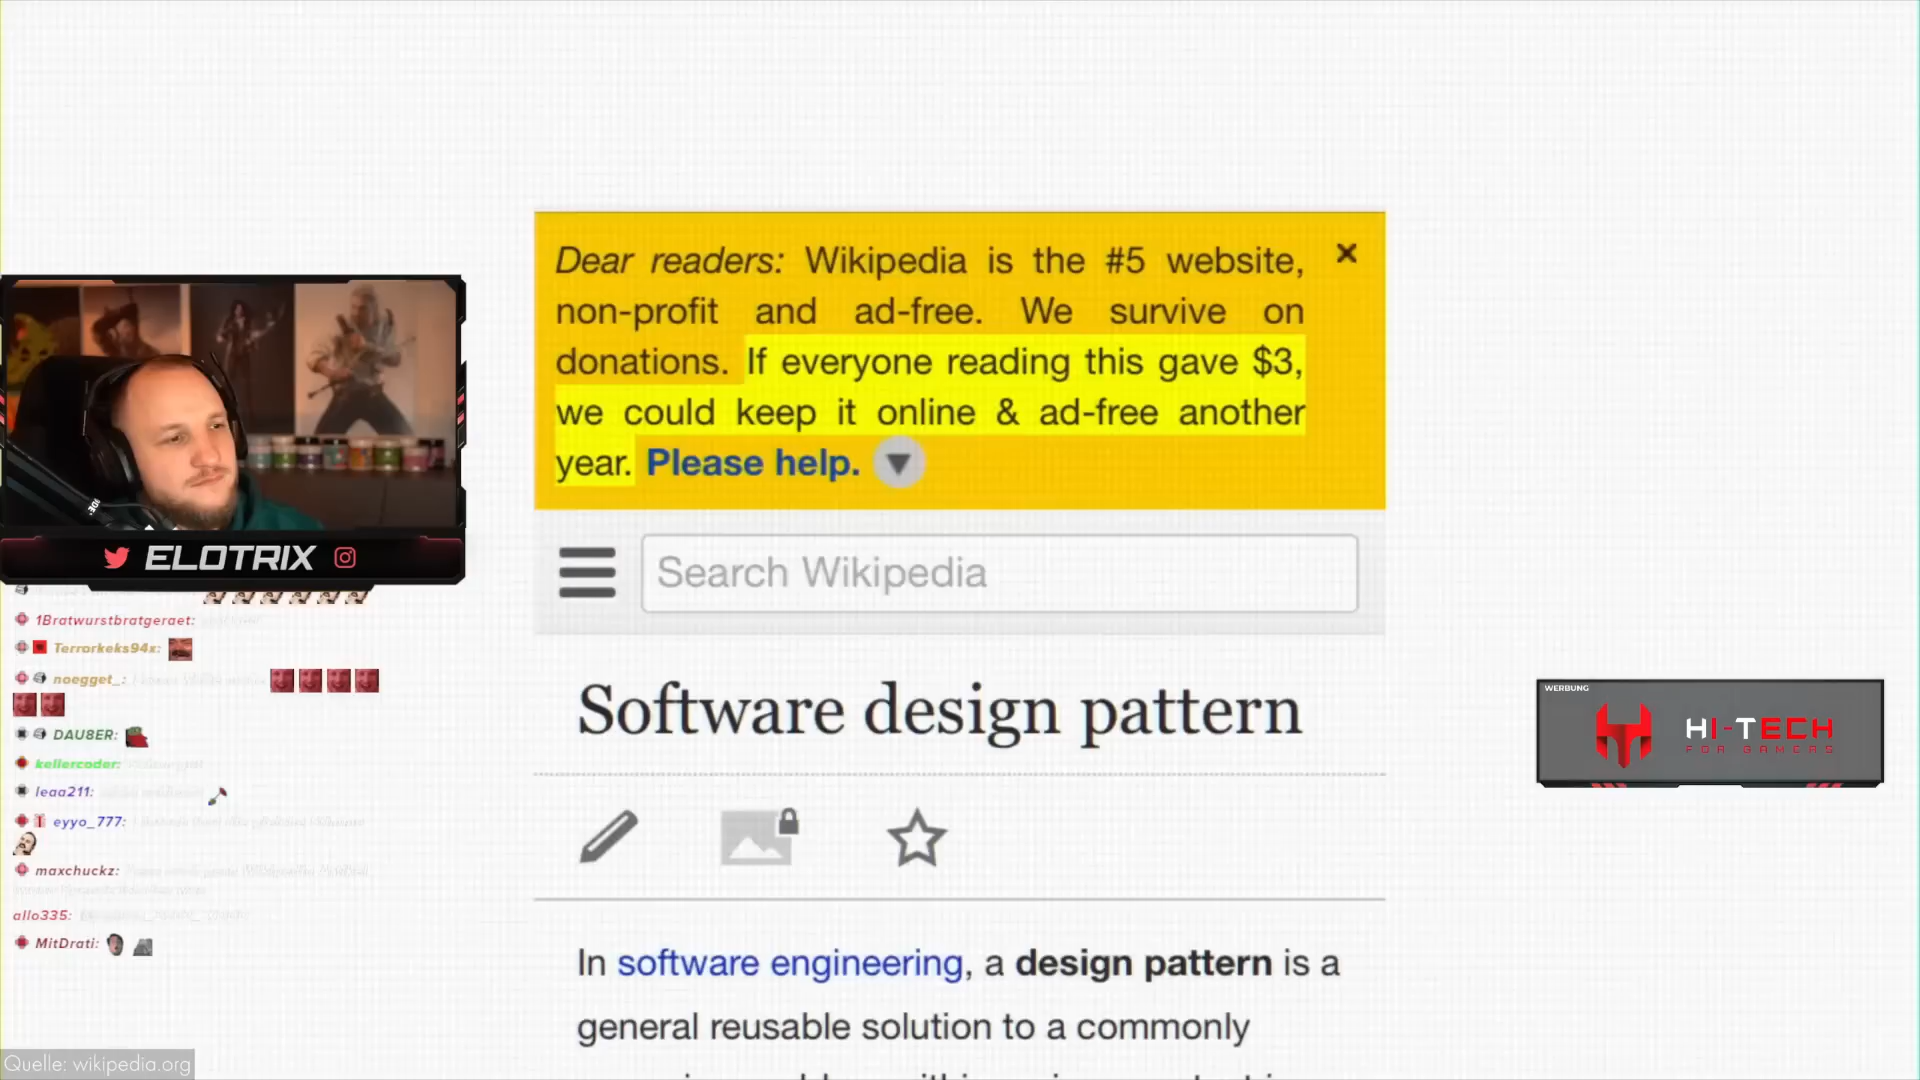 Dear readers: Wikipedia is the #5 website,
non-profit and ad-free. We survive on
donations. If everyone reading this gave $3,
we could keep it online & ad-free another
year. Please help.
Search Wikipedia
Software design pattern
In software engineering, a design pattern is a
general reusable solution to a commonly
ELOTRIX
1Bratwurstbratgeraet:
Terrorkeks94x:
noegget_:
DAU8ER:
kellercoder:
leaa211:
eyyo_777:
maxchuckz:
allo335:
MitDrati:
WERBUNG
HI-TECH
FOR GAMERS
Quelle: wikipedia.org